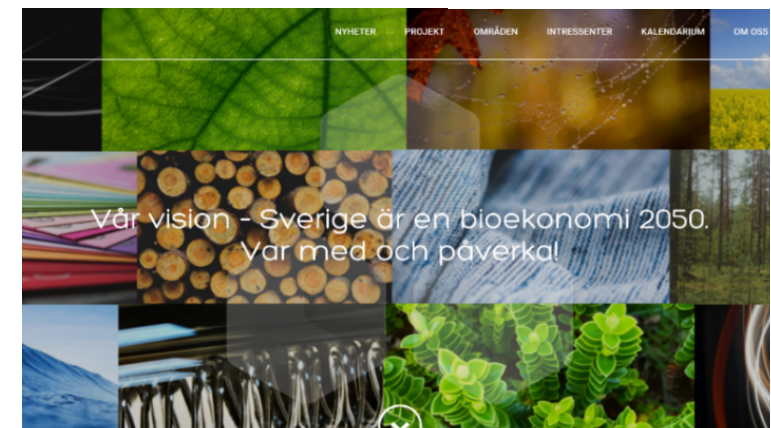 NYHETER PROJEKT OMRÅDEN INTRESSENTER KALENDARIUM OM OSS
Vår vision - Sverige är en bioekonomi 2050.
Var med och påverka!